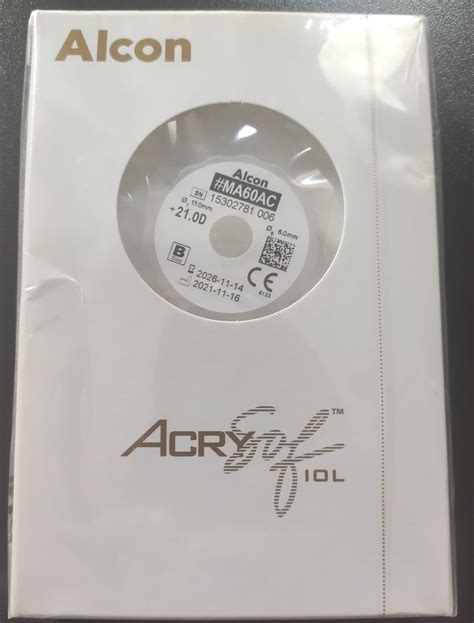 Alcon
Alcon
#MA60AC
SN 15302781 006
13.0mm
6.0mm
+21.0D
B
2026-11-14
2021-11-16
CE
0123
ACRYSof™
IOL